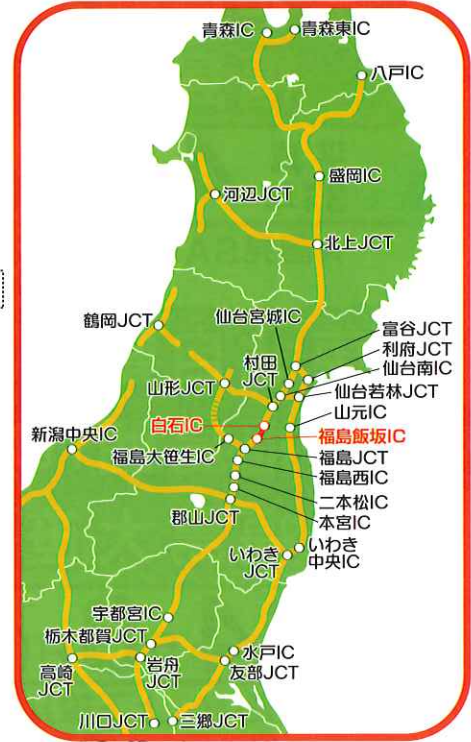 青森IC
青森東IC
八戸IC
盛岡IC
河辺JCT
北上JCT
鶴岡JCT
仙台宮城IC
富谷JCT
利府JCT
村田
JCT
仙台南IC
山形JCT
仙台若林JCT
白石IC
山元IC
新潟中央IC
福島飯坂IC
福島大笹生IC
福島JCT
福島西IC
二本松IC
郡山JCT
本宮IC
いわき
JCT
いわき
中央IC
宇都宮IC
栃木都賀JCT
水戸IC
高崎
JCT
岩舟
JCT
友部JCT
川口JCT
三郷JCT